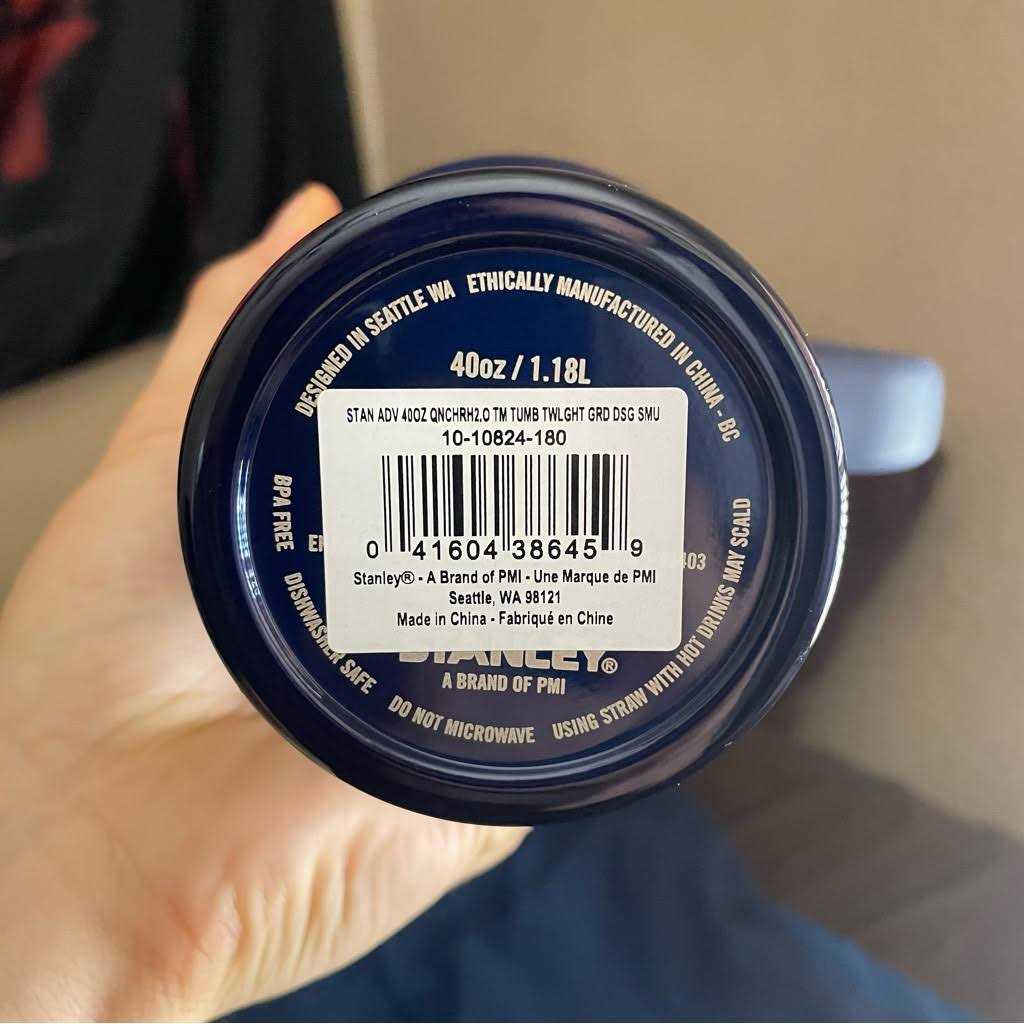 DESIGNED IN SEATTLE WA
ETHICALLY MANUFACTURED IN CHINA - BC
40oz / 1.18L
STAN ADV 40OZ QNCHRH2.O TM TUMB TWLGHT GRD DSG SMU
10-10824-180
0 41604 38645 9
Stanley® - A Brand of PMI - Une Marque de PMI
Seattle, WA 98121
Made in China - Fabriqué en Chine
STANLEY®
A BRAND OF PMI
BPA FREE
DISHWASHER SAFE
DO NOT MICROWAVE
USING STRAW WITH HOT DRINKS MAY SCALD